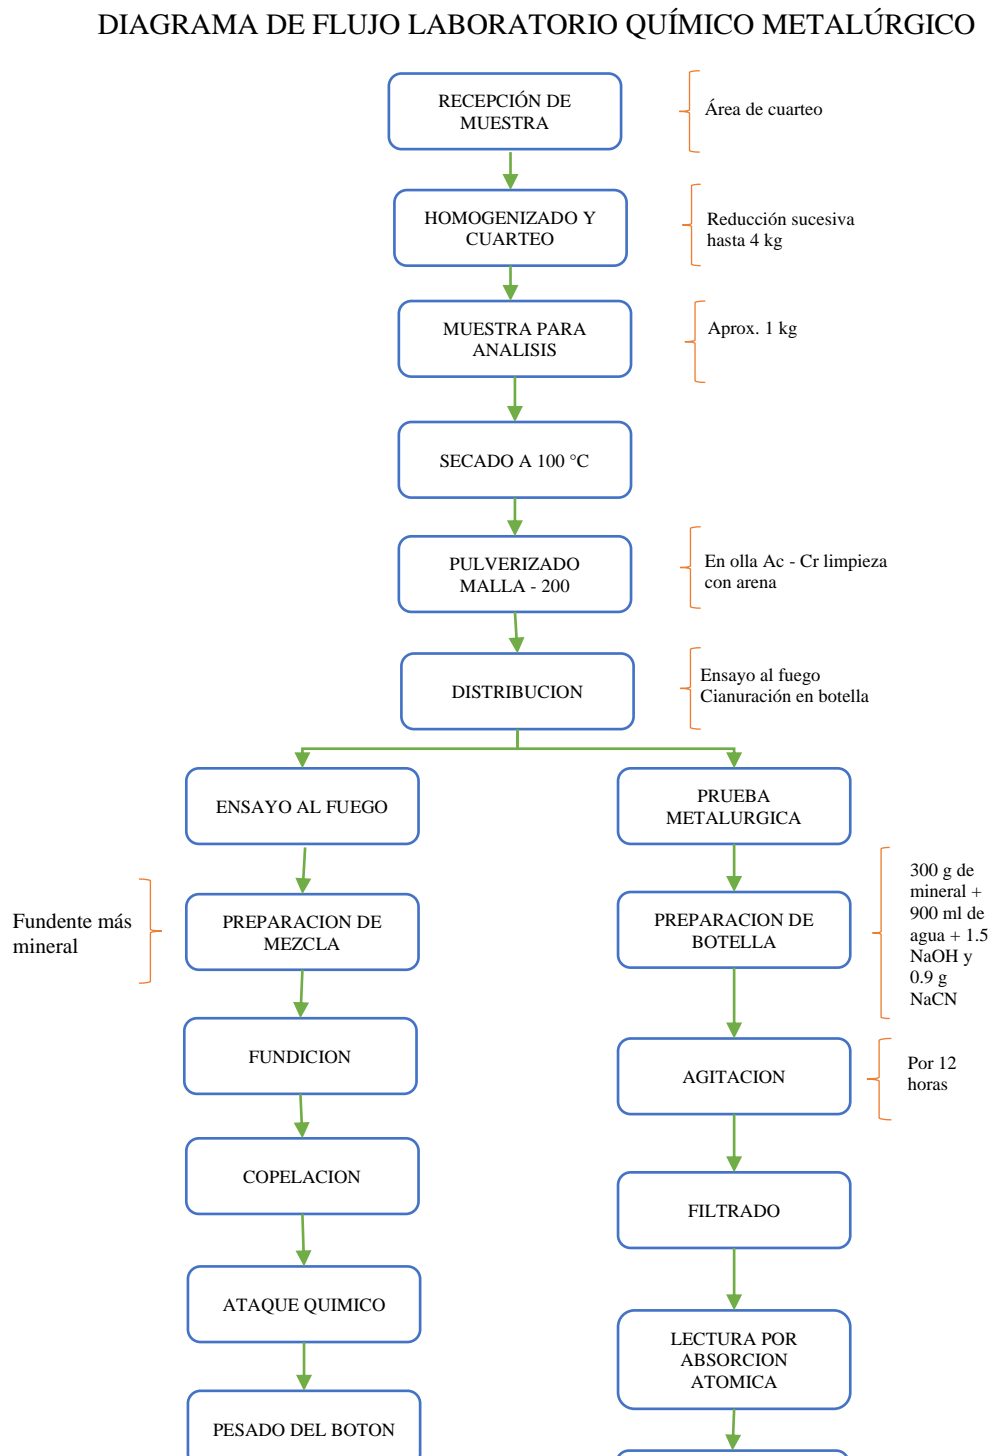 DIAGRAMA DE FLUJO LABORATORIO QUÍMICO METALÚRGICO
RECEPCIÓN DE
MUESTRA
Área de cuarteo
HOMOGENIZADO Y
CUARTEO
Reducción sucesiva
hasta 4 kg
MUESTRA PARA
ANALISIS
Aprox. 1 kg
SECADO A 100 °C
PULVERIZADO
MALLA - 200
En olla Ac - Cr limpieza
con arena
DISTRIBUCION
Ensayo al fuego
Cianuración en botella
ENSAYO AL FUEGO
PRUEBA
METALURGICA
Fundente más
mineral
PREPARACION DE
MEZCLA
PREPARACION DE
BOTELLA
300 g de
mineral +
900 ml de
agua + 1.5
NaOH y
0.9 g
NaCN
FUNDICION
AGITACION
Por 12
horas
COPELACION
FILTRADO
ATAQUE QUIMICO
LECTURA POR
ABSORCION
ATOMICA
PESADO DEL BOTON